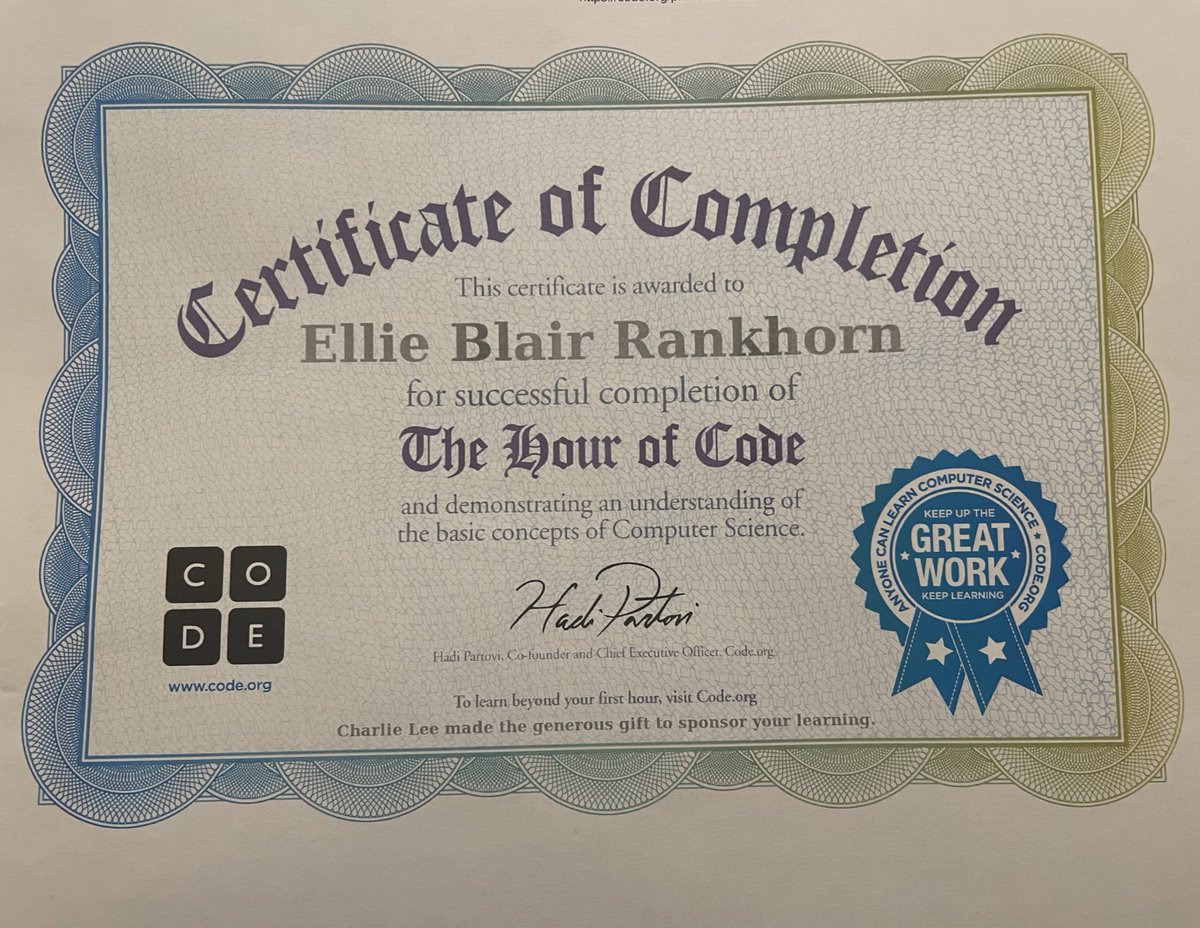 Certificate of Completion
This certificate is awarded to
Ellie Blair Rankhorn
for successful completion of
The Hour of Code
and demonstrating an understanding of
the basic concepts of Computer Science.
C O
D E
www.code.org
Hadi Partovi
Hadi Partovi, Co-founder and Chief Executive Officer, Code.org
To learn beyond your first hour, visit Code.org
Charlie Lee made the generous gift to sponsor your learning.
ANYONE CAN LEARN COMPUTER SCIENCE ★ CODE.ORG
KEEP UP THE
GREAT
WORK
KEEP LEARNING